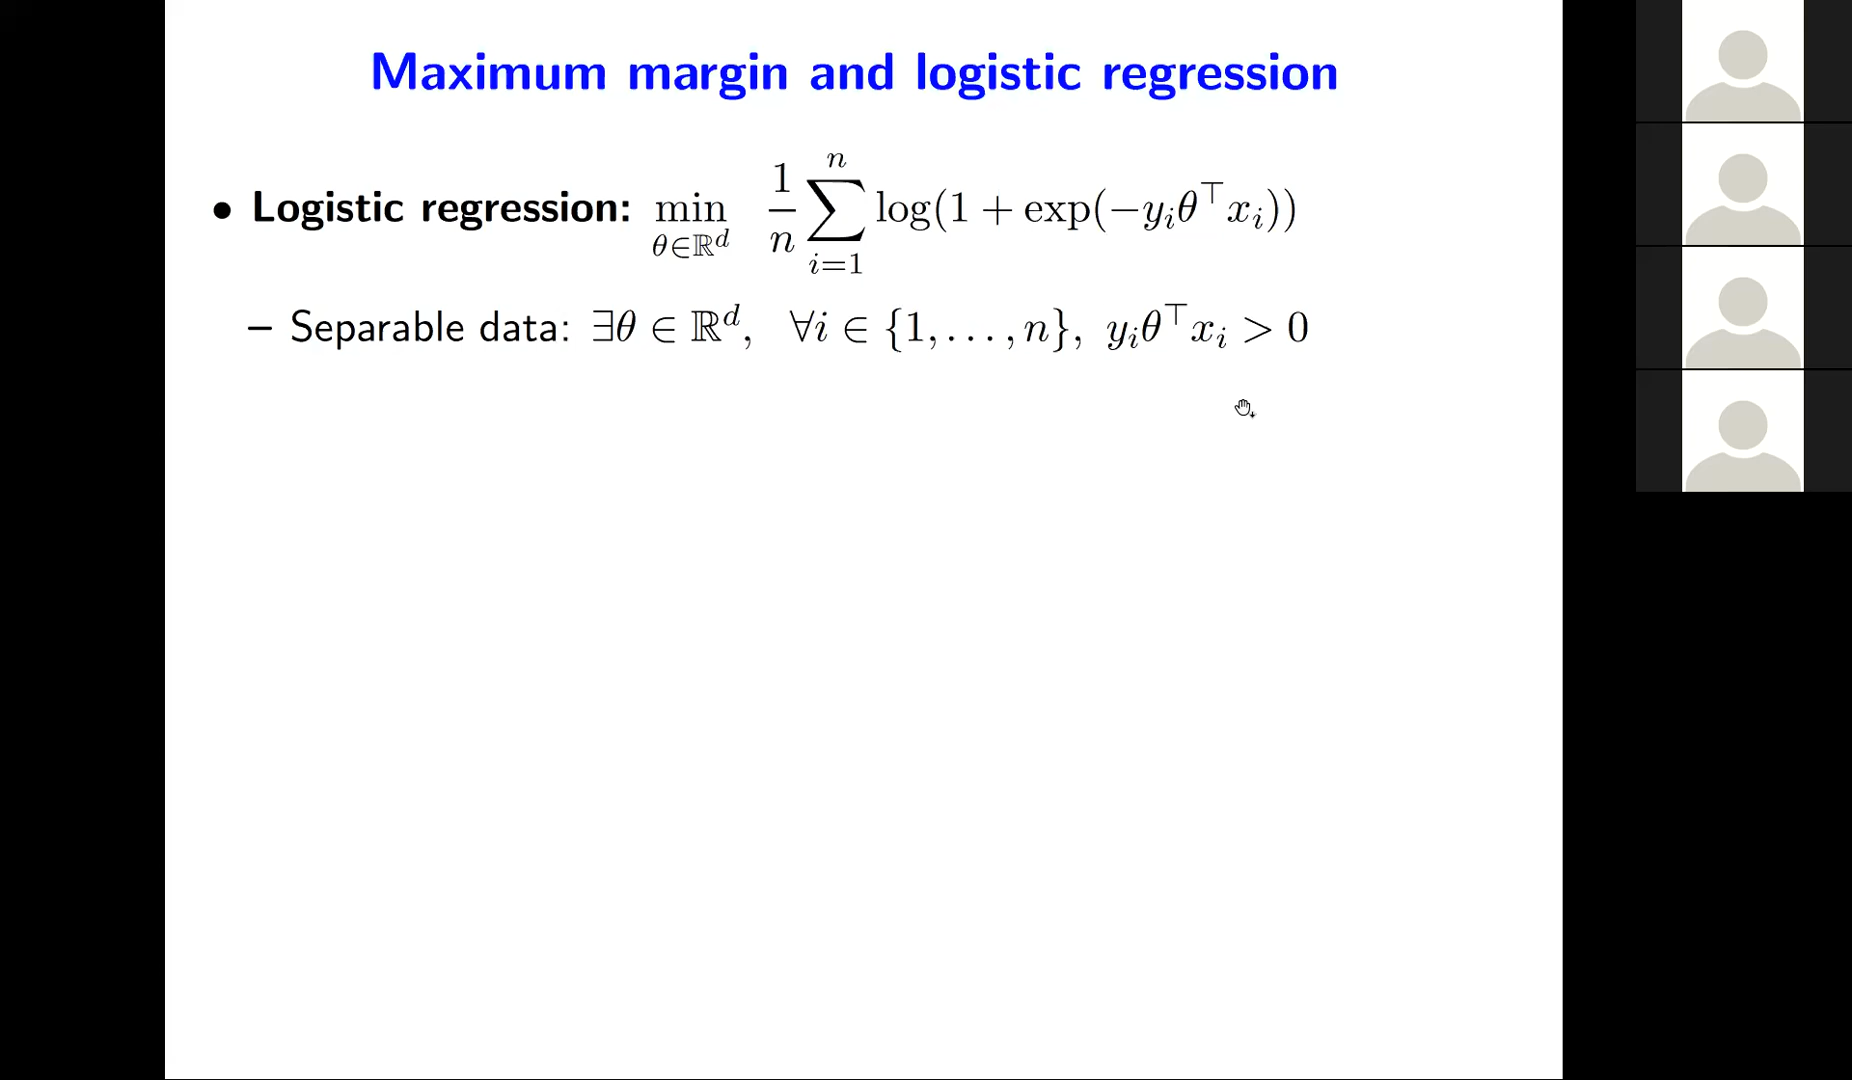 Maximum margin and logistic regression
• Logistic regression: min_{θ∈ℝ^d} 1/n ∑_{i=1}^{n} log(1 + exp(−y_i θ^⊤ x_i))
– Separable data: ∃θ ∈ ℝ^d, ∀i ∈ {1, . . . , n}, y_i θ^⊤ x_i > 0